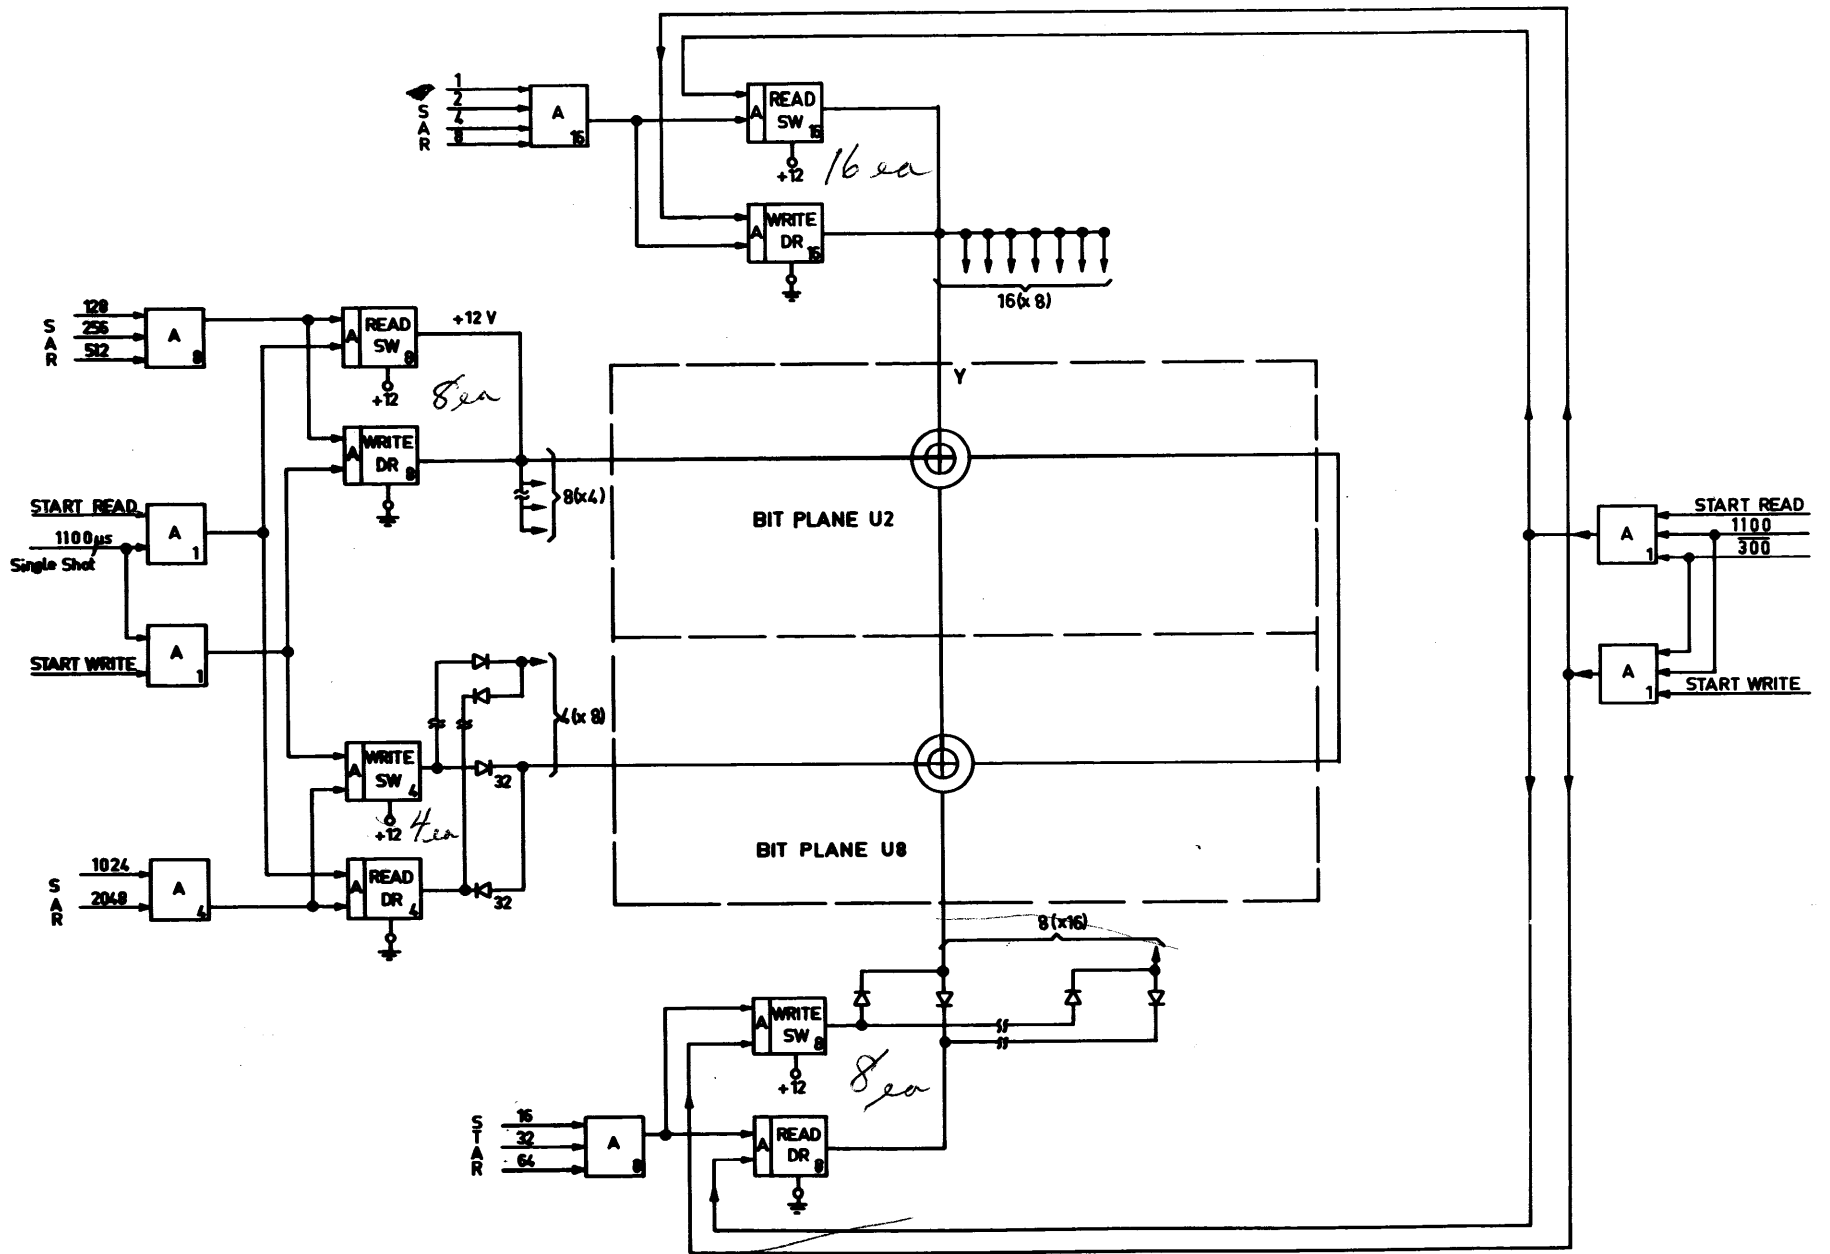 1
2
4
8
S
A
R
A
16
A
READ
SW
16
+12
16 ea
A
WRITE
DR
16
16(x 8)
S
A
R
128
256
512
A
8
A
READ
SW
8
+12
+12 V
8 ea
A
WRITE
DR
8
8(x4)
START READ
1100µs
Single Shot
A
1
START WRITE
A
1
Y
BIT PLANE U2
BIT PLANE U8
START READ
1100
300
A
1
A
1
START WRITE
4(x 8)
A
WRITE
SW
4
+12
4 ea
32
S
A
R
1024
2048
A
4
A
READ
DR
4
32
8(x16)
A
WRITE
SW
8
+12
8 ea
S
T
A
R
16
32
64
A
8
A
READ
DR
8